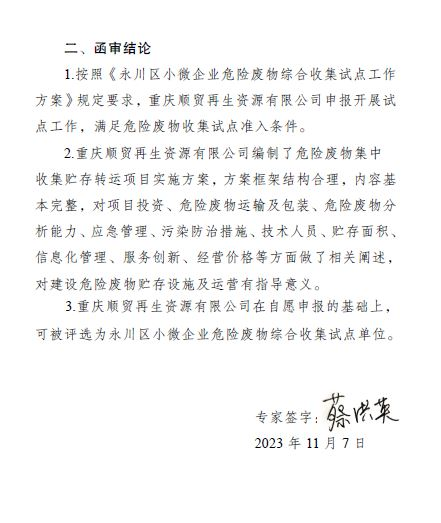 二、函审结论
1.按照《永川区小微企业危险废物综合收集试点工作
方案》规定要求，重庆顺贸再生资源有限公司申报开展试
点工作，满足危险废物收集试点准入条件。
2.重庆顺贸再生资源有限公司编制了危险废物集中
收集贮存转运项目实施方案，方案框架结构合理，内容基
本完整，对项目投资、危险废物运输及包装、危险废物分
析能力、应急管理、污染防治措施、技术人员、贮存面积、
信息化管理、服务创新、经营价格等方面做了相关阐述，
对建设危险废物贮存设施及运营有指导意义。
3.重庆顺贸再生资源有限公司在自愿申报的基础上，
可被评选为永川区小微企业危险废物综合收集试点单位。
专家签字：蔡洪英
2023 年 11 月 7 日